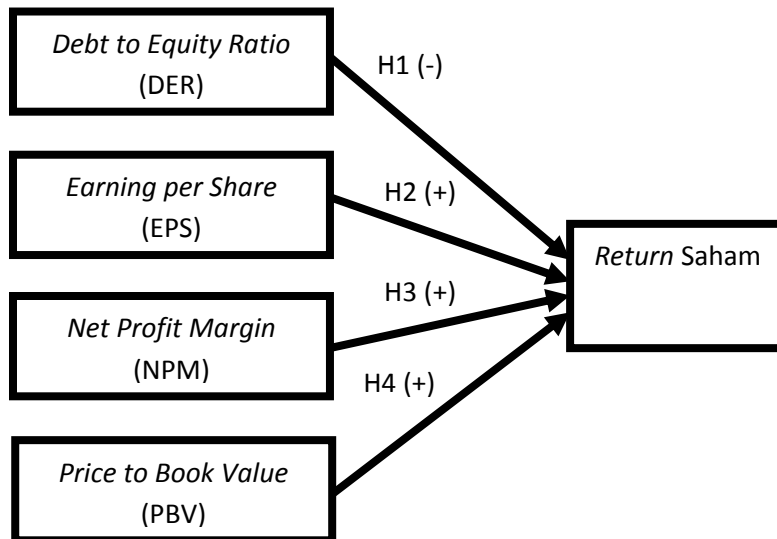 Debt to Equity Ratio
(DER)
H1 (-)
Earning per Share
(EPS)
H2 (+)
Return Saham
Net Profit Margin
(NPM)
H3 (+)
H4 (+)
Price to Book Value
(PBV)